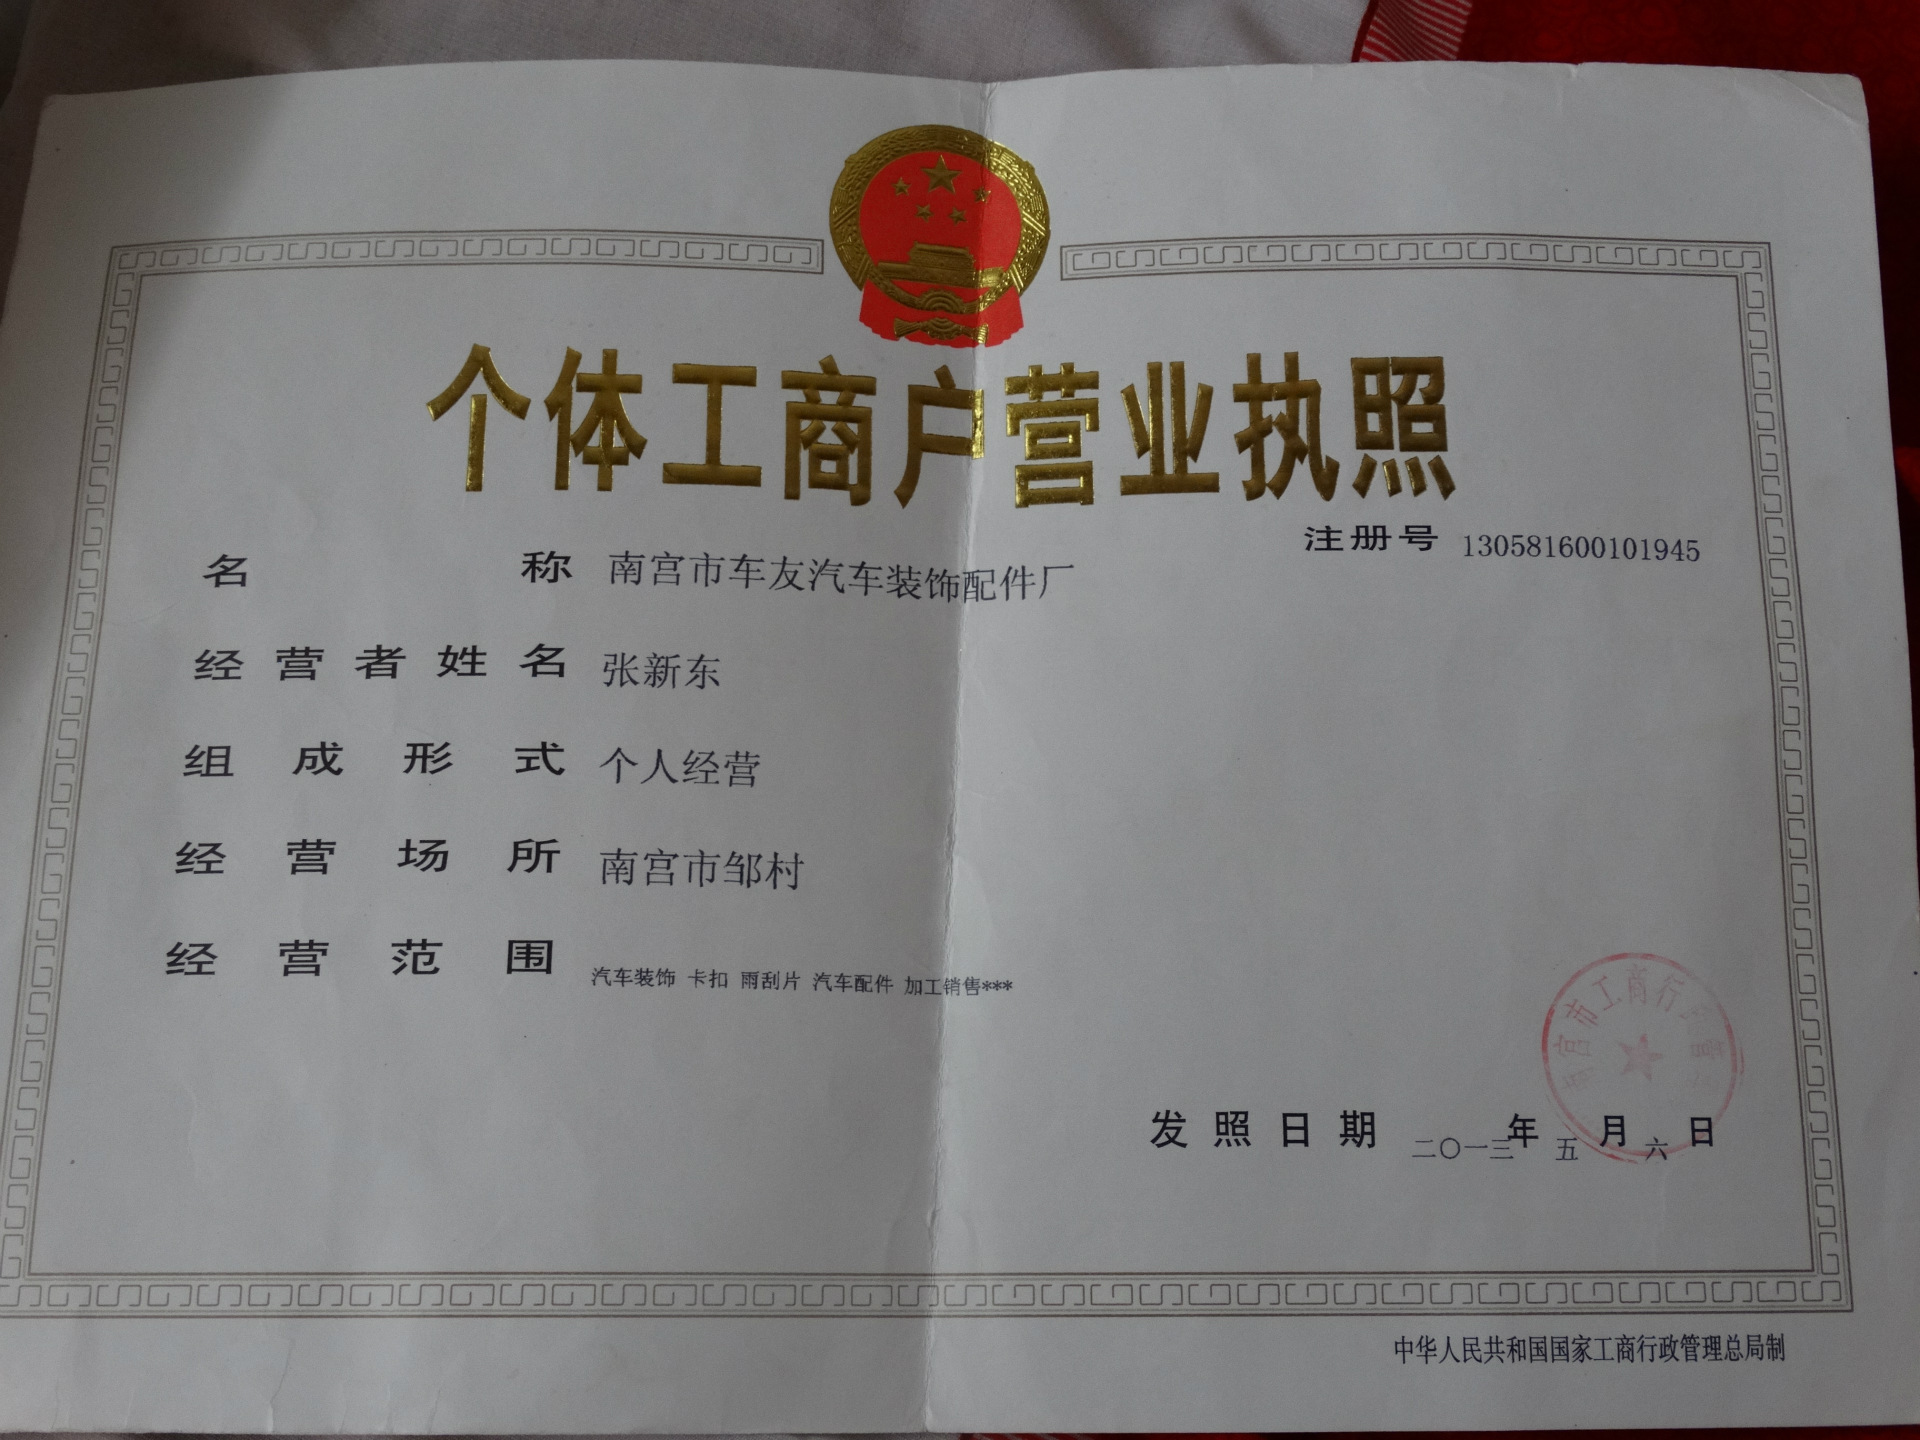 个体工商户营业执照
注册号 130581600101945
名称 南宫市车友汽车装饰配件厂
经营者姓名 张新东
组成形式 个人经营
经营场所 南宫市邹村
经营范围 汽车装饰 卡扣 雨刮片 汽车配件 加工销售***
宫市工商行
发照日期 二〇一三年五月六日
中华人民共和国国家工商行政管理总局制